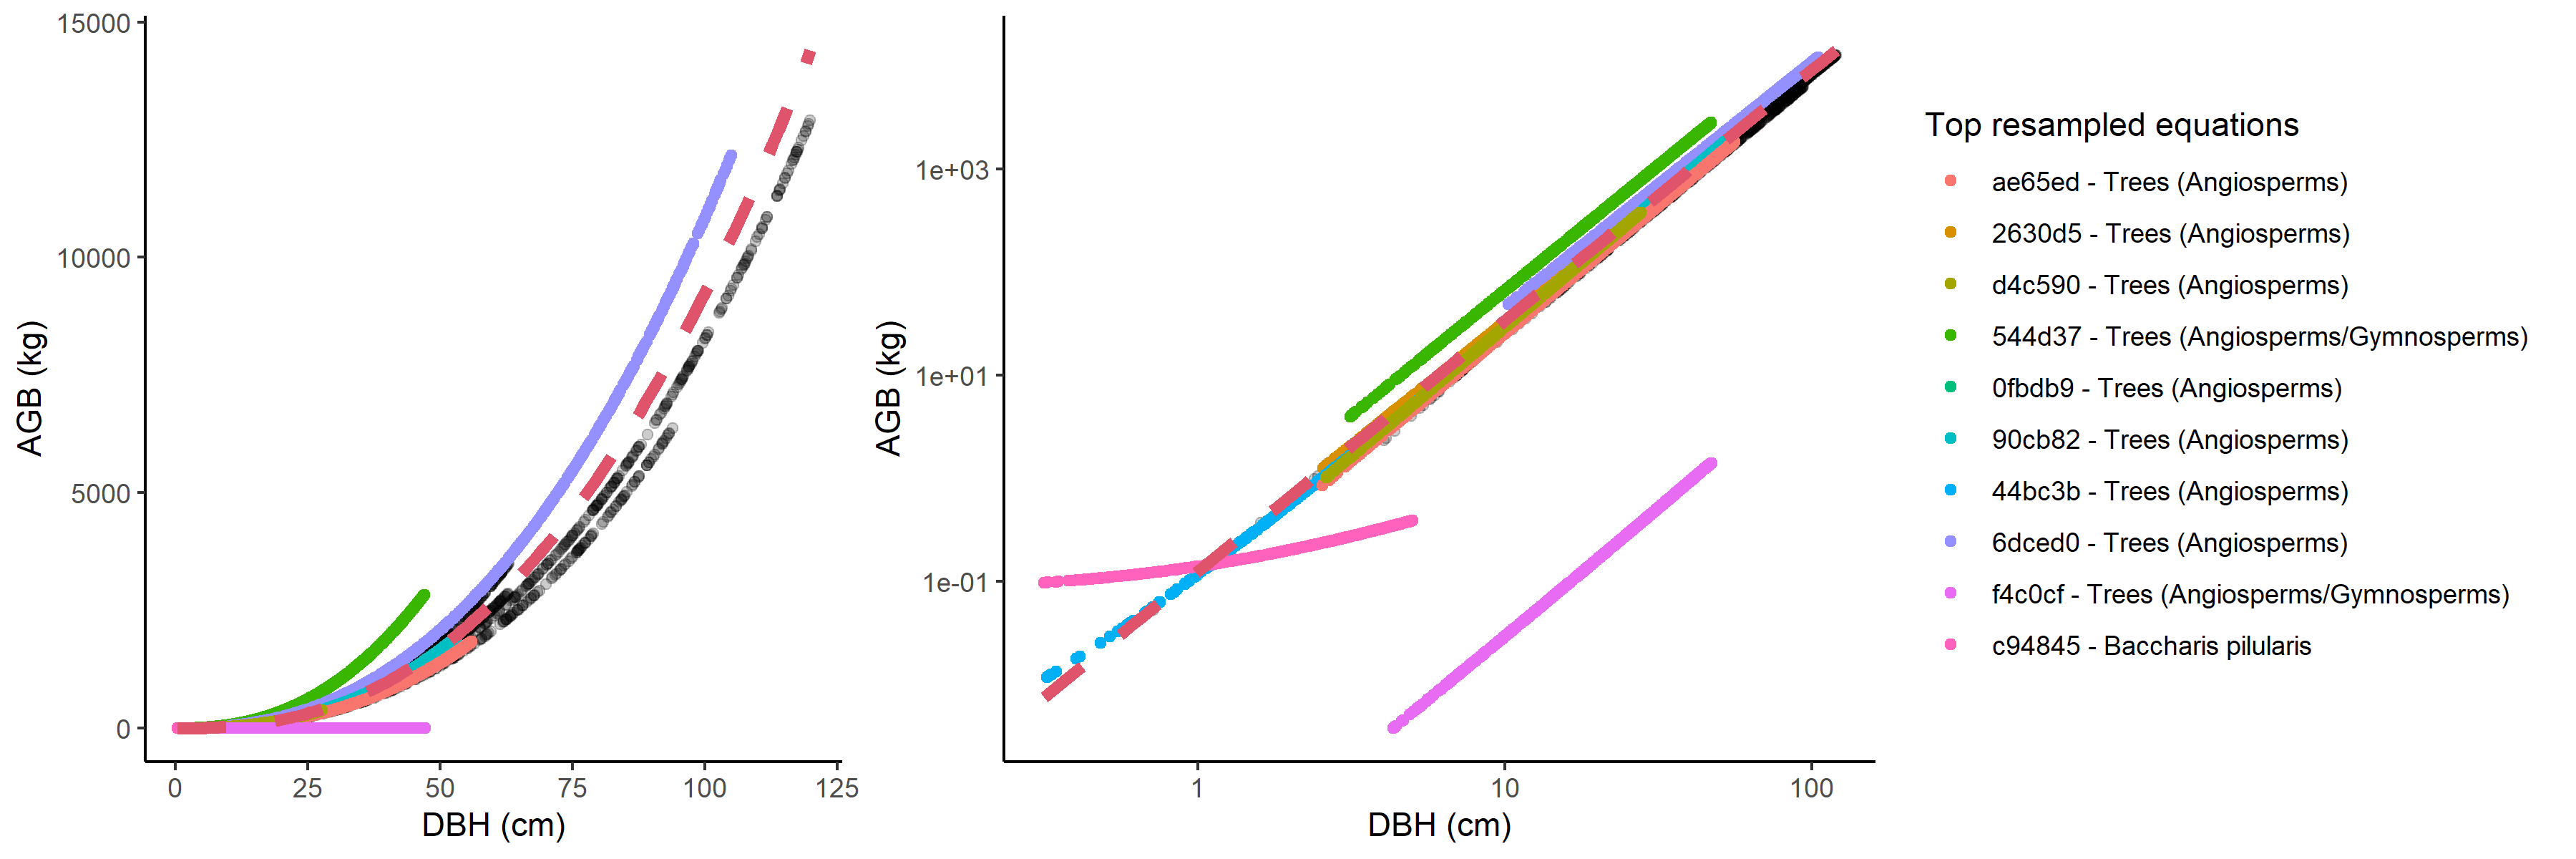 15000
10000
5000
0
AGB (kg)
0 25 50 75 100 125
DBH (cm)
1e+03
1e+01
1e-01
AGB (kg)
1 10 100
DBH (cm)
Top resampled equations
ae65ed - Trees (Angiosperms)
2630d5 - Trees (Angiosperms)
d4c590 - Trees (Angiosperms)
544d37 - Trees (Angiosperms/Gymnosperms)
0fbdb9 - Trees (Angiosperms)
90cb82 - Trees (Angiosperms)
44bc3b - Trees (Angiosperms)
6dced0 - Trees (Angiosperms)
f4c0cf - Trees (Angiosperms/Gymnosperms)
c94845 - Baccharis pilularis